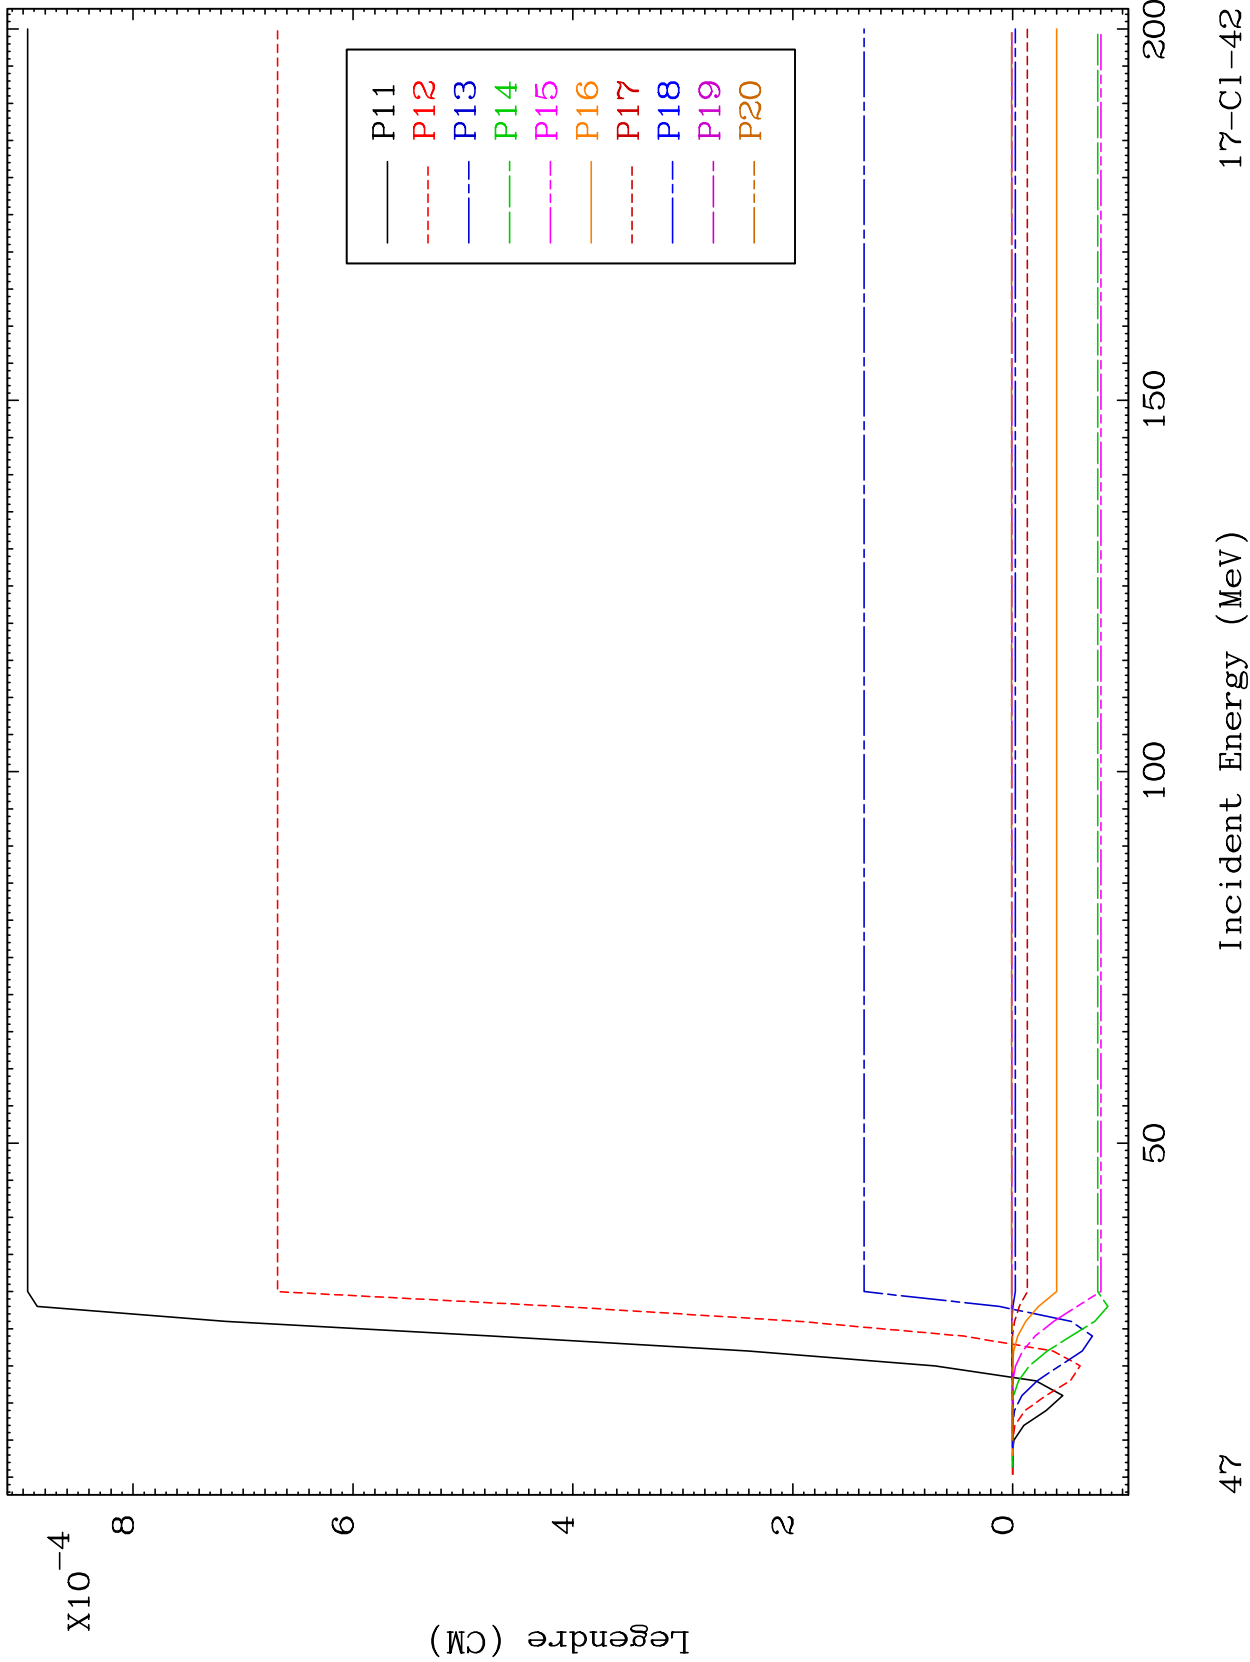 X10-4
8
6
4
2
0
Legendre (CM)
P11
P12
P13
P14
P15
P16
P17
P18
P19
P20
50
100
150
200
Incident Energy (MeV)
47
17-Cl-42